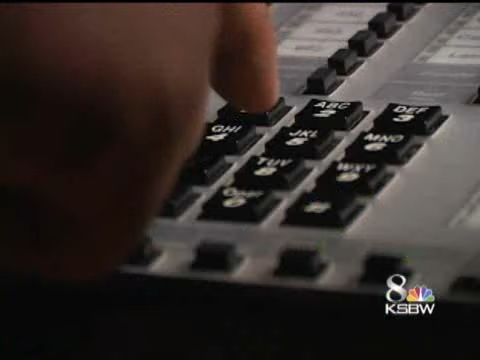 ABC DEF
2 3
GHI JKL MNO
4 5 6
TUV WXY
8 9
Oper
0 #
8
KSBW